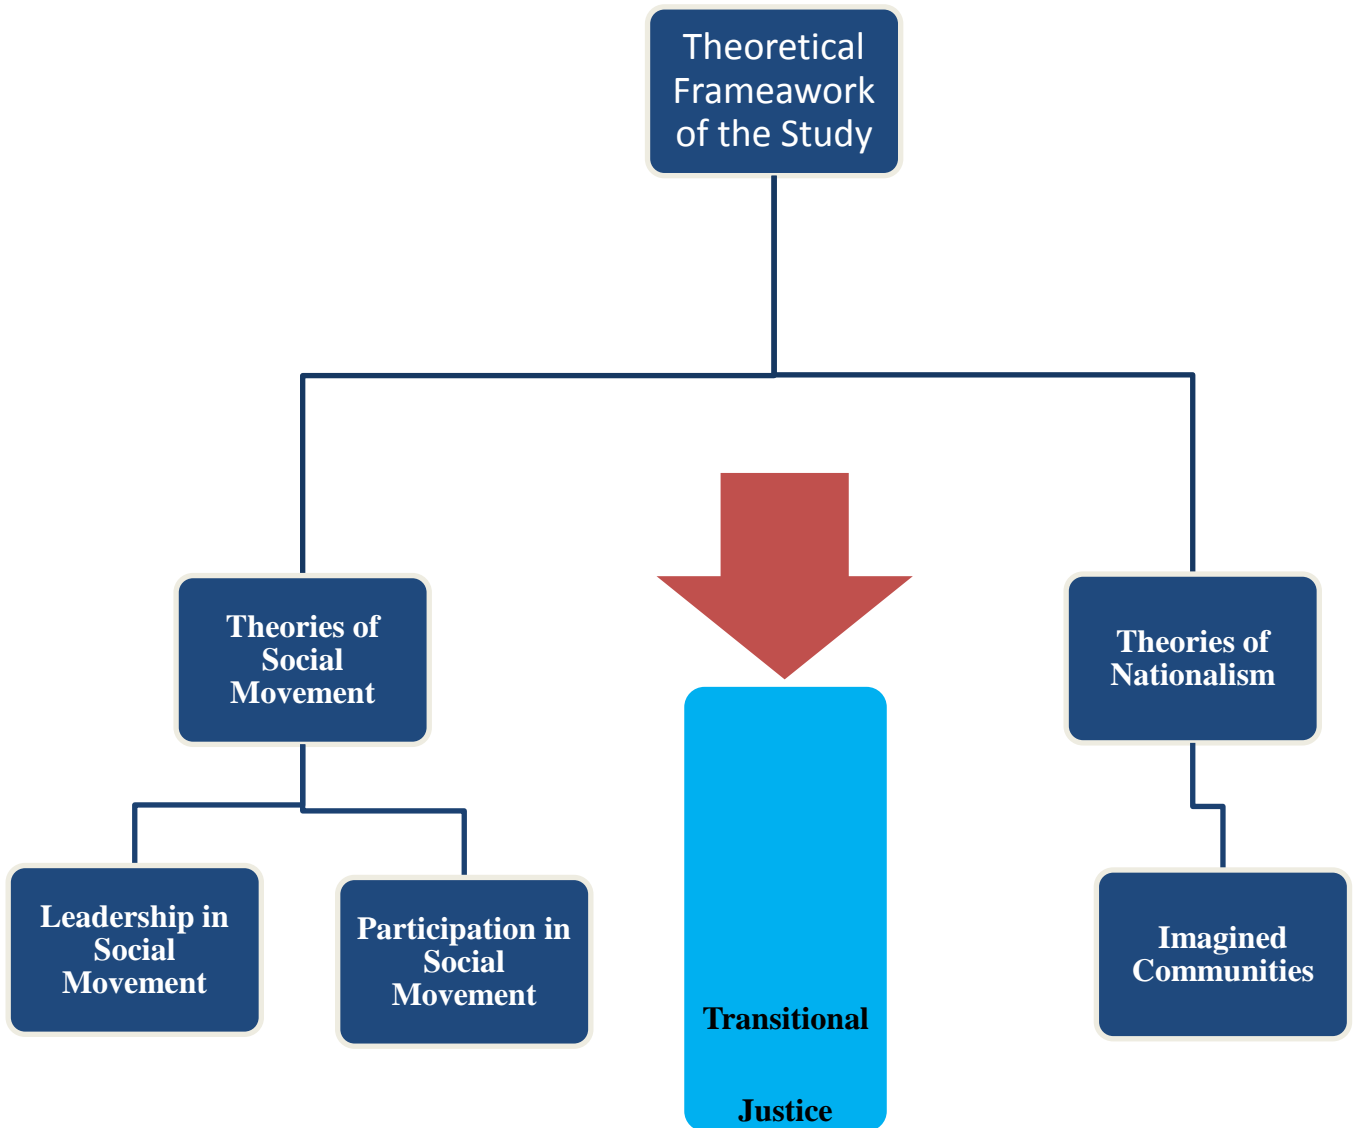 Theoretical
Frameawork
of the Study
Theories of
Social
Movement
Theories of
Nationalism
Leadership in
Social
Movement
Participation in
Social
Movement
Imagined
Communities
Transitional
Justice